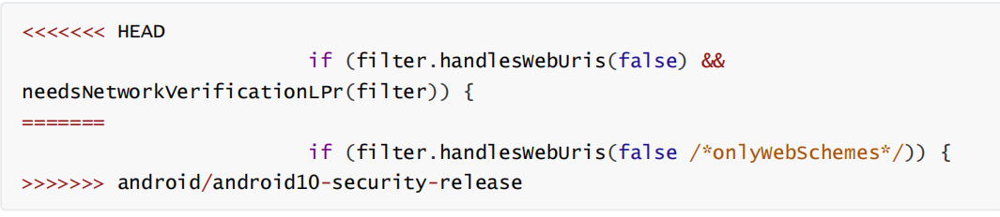 <<<<<<< HEAD
if (filter.handlesWebUris(false) &&
needsNetworkVerificationLPr(filter)) {
=======
if (filter.handlesWebUris(false /*onlyWebSchemes*/)) {
>>>>>>> android/android10-security-release